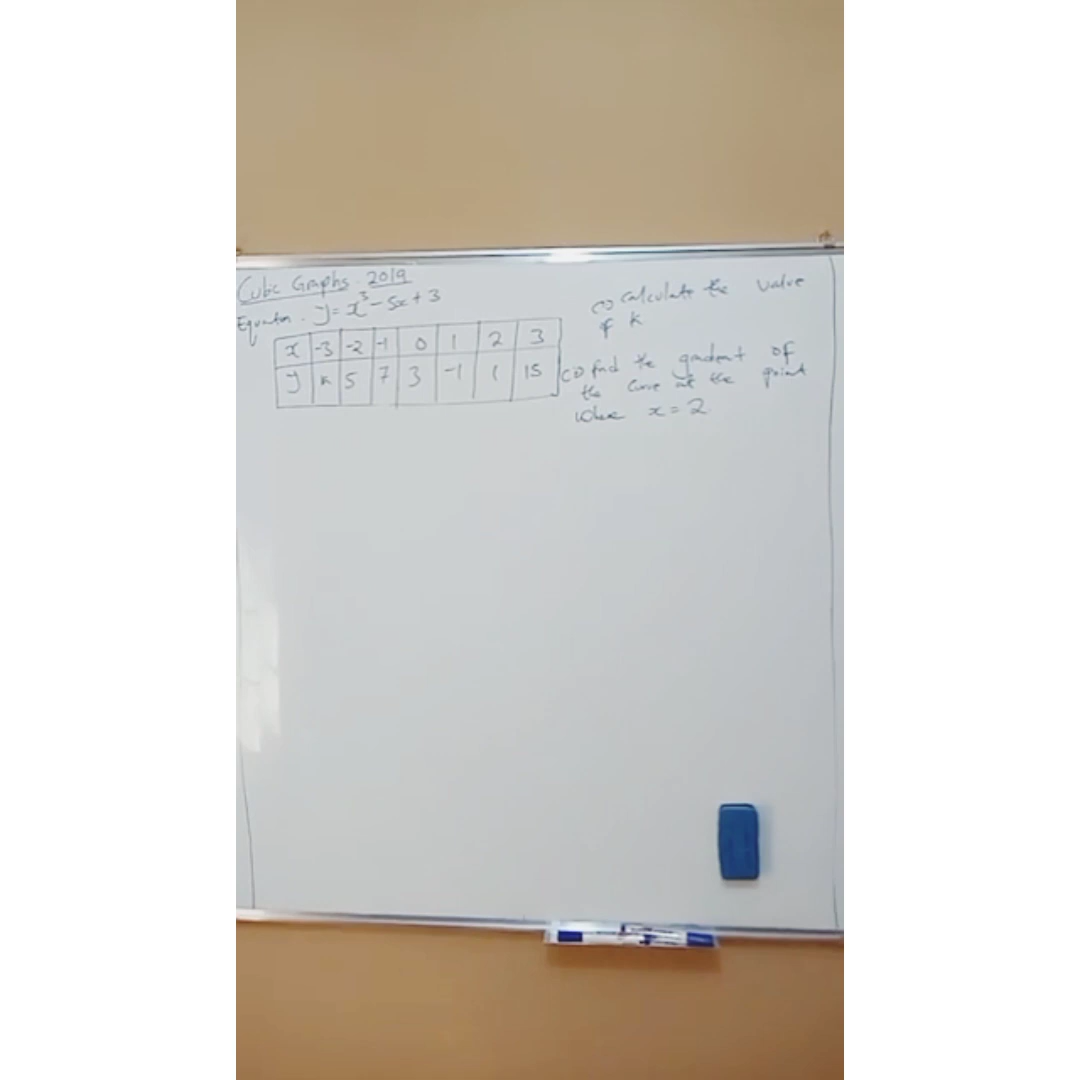 Cubic Graphs 2019
Equation. y = x³ - 5x + 3
x -3 -2 -1 0 1 2 3
y k 5 7 3 -1 1 15
(i) Calculate the value
of k
(ii) find the gradient of
the curve at the point
where x = 2